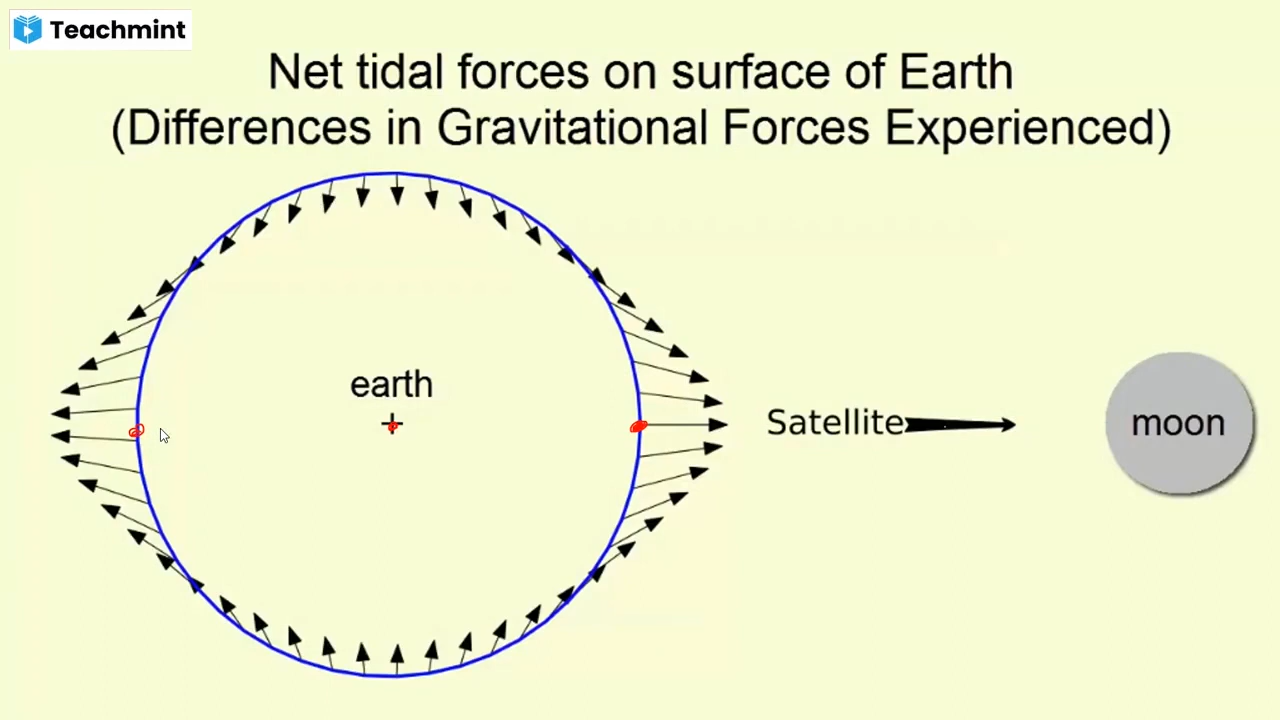 Teachmint
Net tidal forces on surface of Earth
(Differences in Gravitational Forces Experienced)
earth
Satellite
moon